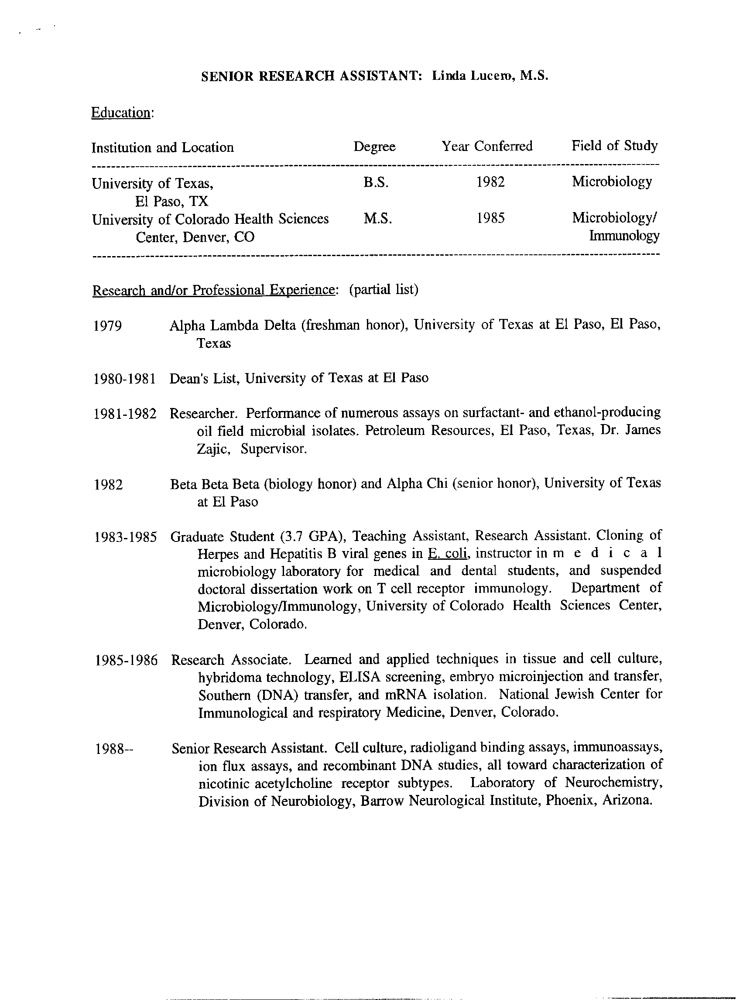 SENIOR RESEARCH ASSISTANT: Linda Lucero, M.S.
Education:
Institution and Location Degree Year Conferred Field of Study
University of Texas, B.S. 1982 Microbiology
El Paso, TX
University of Colorado Health Sciences M.S. 1985 Microbiology/
Center, Denver, CO Immunology
Research and/or Professional Experience: (partial list)
1979 Alpha Lambda Delta (freshman honor), University of Texas at El Paso, El Paso,
Texas
1980-1981 Dean's List, University of Texas at El Paso
1981-1982 Researcher. Performance of numerous assays on surfactant- and ethanol-producing
oil field microbial isolates. Petroleum Resources, El Paso, Texas, Dr. James
Zajic, Supervisor.
1982 Beta Beta Beta (biology honor) and Alpha Chi (senior honor), University of Texas
at El Paso
1983-1985 Graduate Student (3.7 GPA), Teaching Assistant, Research Assistant. Cloning of
Herpes and Hepatitis B viral genes in E. coli, instructor in m e d i c a l
microbiology laboratory for medical and dental students, and suspended
doctoral dissertation work on T cell receptor immunology. Department of
Microbiology/Immunology, University of Colorado Health Sciences Center,
Denver, Colorado.
1985-1986 Research Associate. Learned and applied techniques in tissue and cell culture,
hybridoma technology, ELISA screening, embryo microinjection and transfer,
Southern (DNA) transfer, and mRNA isolation. National Jewish Center for
Immunological and respiratory Medicine, Denver, Colorado.
1988-- Senior Research Assistant. Cell culture, radioligand binding assays, immunoassays,
ion flux assays, and recombinant DNA studies, all toward characterization of
nicotinic acetylcholine receptor subtypes. Laboratory of Neurochemistry,
Division of Neurobiology, Barrow Neurological Institute, Phoenix, Arizona.